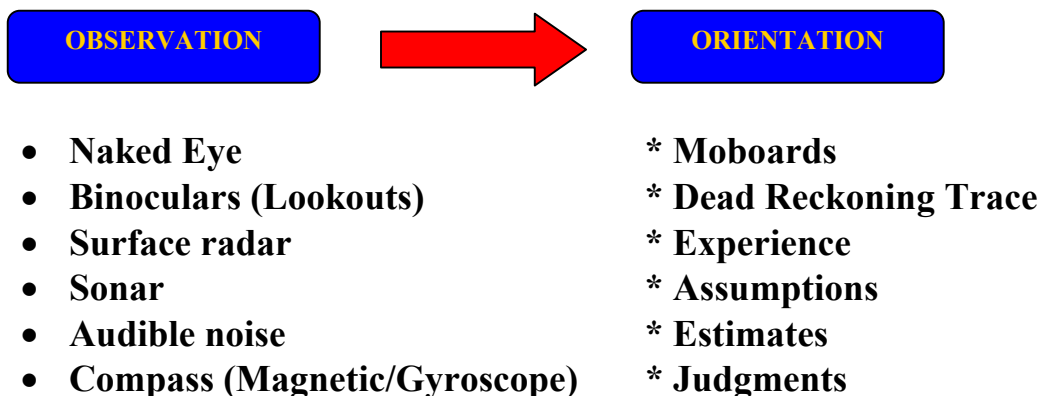 OBSERVATION
ORIENTATION
• Naked Eye
• Binoculars (Lookouts)
• Surface radar
• Sonar
• Audible noise
• Compass (Magnetic/Gyroscope)
* Moboards
* Dead Reckoning Trace
* Experience
* Assumptions
* Estimates
* Judgments